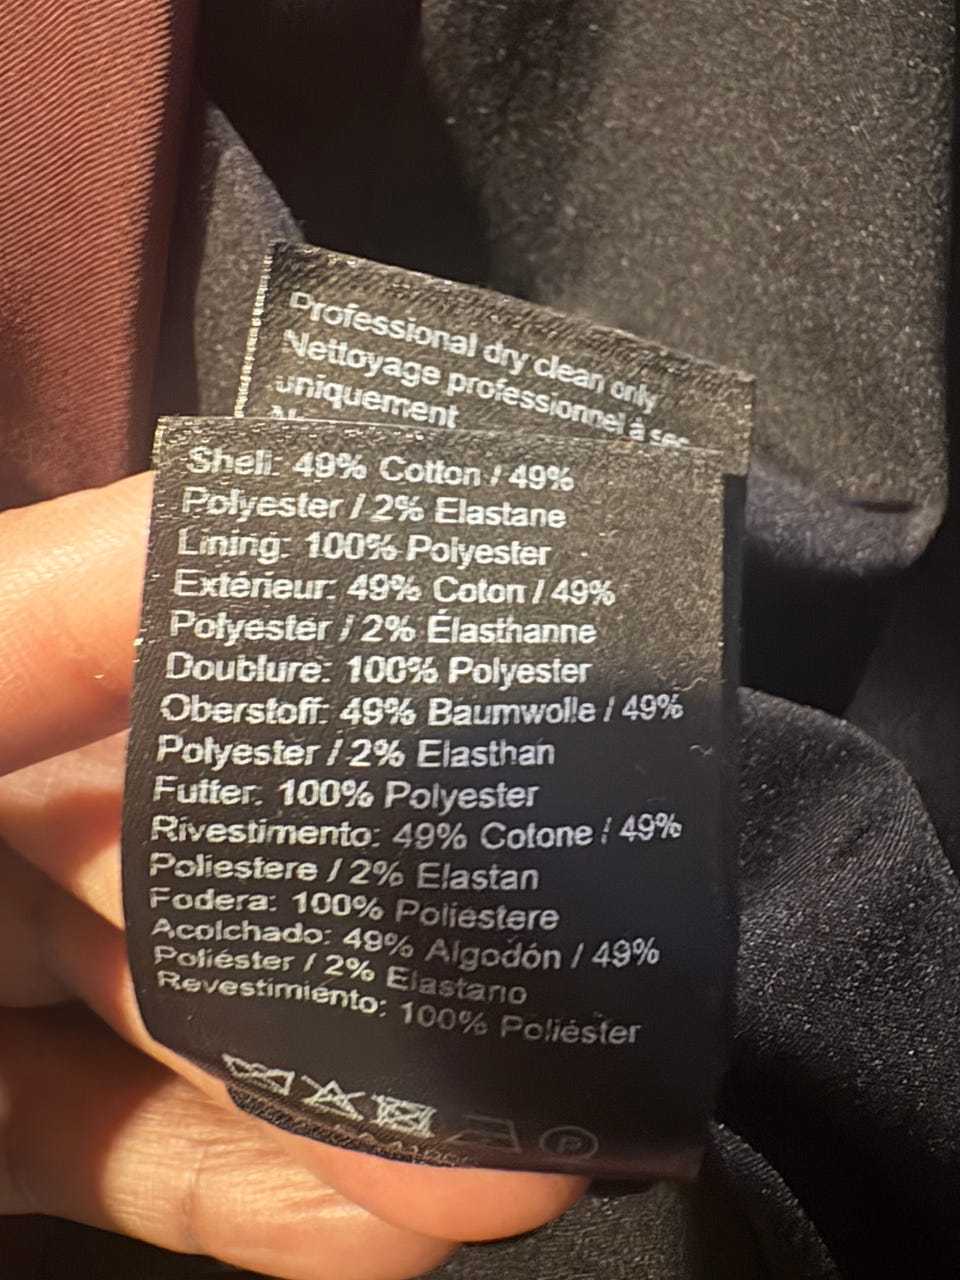 Professional dry clean only
Nettoyage professionnel à sec
uniquement
Shell: 49% Cotton / 49%
Polyester / 2% Elastane
Lining: 100% Polyester
Extérieur: 49% Coton / 49%
Polyester / 2% Élasthanne
Doublure: 100% Polyester
Oberstoff: 49% Baumwolle / 49%
Polyester / 2% Elasthan
Futter: 100% Polyester
Rivestimento: 49% Cotone / 49%
Poliestere / 2% Elastan
Fodera: 100% Poliestere
Acolchado: 49% Algodón / 49%
Poliéster / 2% Elastano
Revestimiento: 100% Poliéster
P